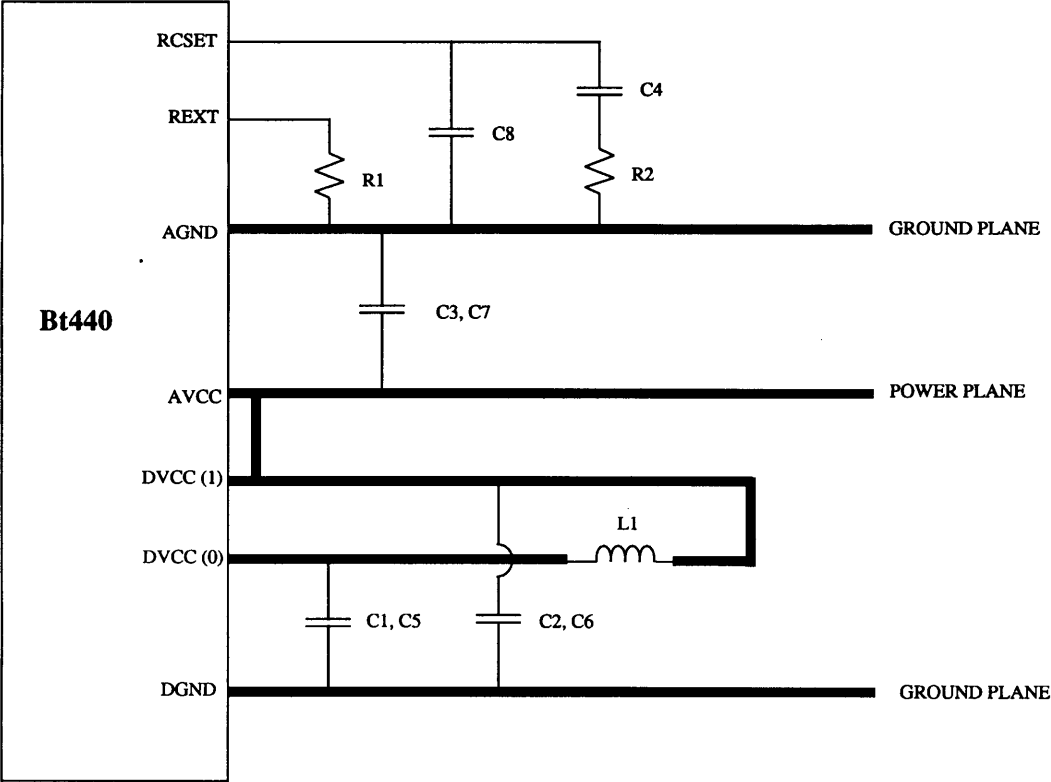 RCSET
C4
REXT
C8
R1
R2
AGND
GROUND PLANE
Bt440
C3, C7
AVCC
POWER PLANE
DVCC (1)
L1
DVCC (0)
C1, C5
C2, C6
DGND
GROUND PLANE